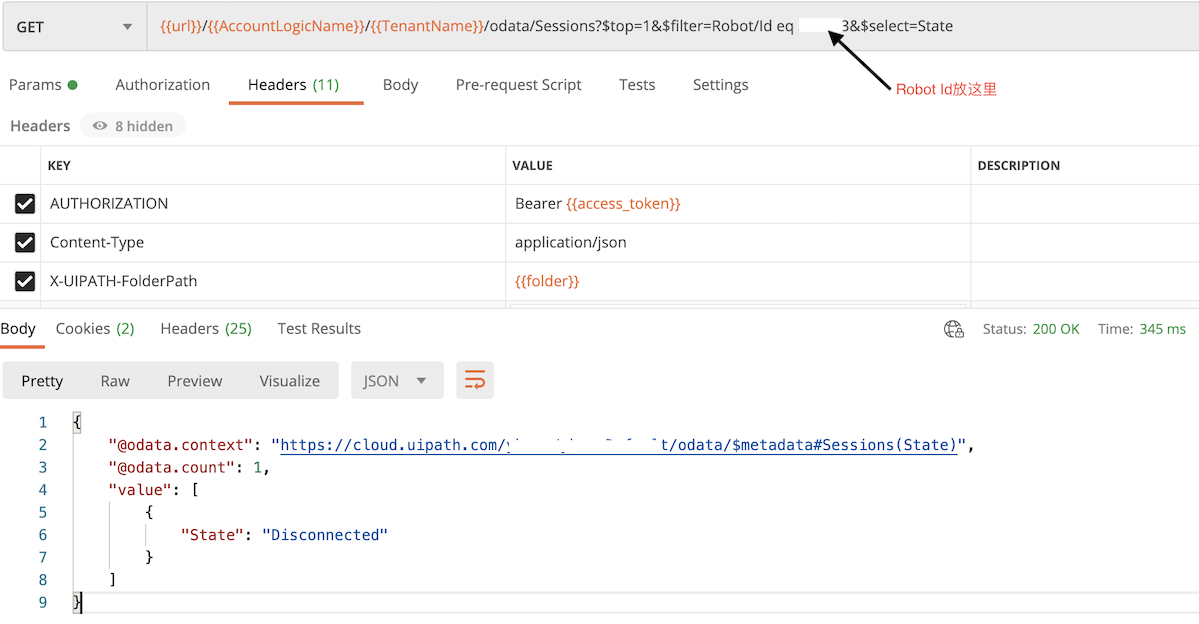 GET {{url}}/{{AccountLogicName}}/{{TenantName}}/odata/Sessions?$top=1&$filter=Robot/Id eq 3&$select=State
Robot Id放这里
Params Authorization Headers (11) Body Pre-request Script Tests Settings
Headers 8 hidden
KEY VALUE DESCRIPTION
AUTHORIZATION Bearer {{access_token}}
Content-Type application/json
X-UIPATH-FolderPath {{folder}}
Body Cookies (2) Headers (25) Test Results Status: 200 OK Time: 345 ms
Pretty Raw Preview Visualize JSON
1 {
2 "@odata.context": "https://cloud.uipath.com/ t/odata/$metadata#Sessions(State)",
3 "@odata.count": 1,
4 "value": [
5 {
6 "State": "Disconnected"
7 }
8 ]
9 }